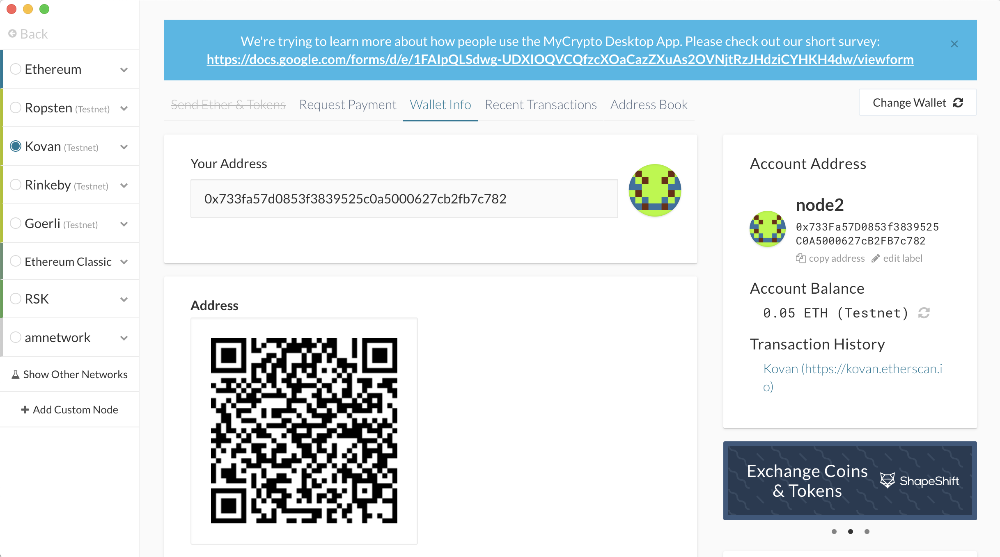 Back
Ethereum
Ropsten (Testnet)
Kovan (Testnet)
Rinkeby (Testnet)
Goerli (Testnet)
Ethereum Classic
RSK
amnetwork
Show Other Networks
Add Custom Node
We're trying to learn more about how people use the MyCrypto Desktop App. Please check out our short survey:
https://docs.google.com/forms/d/e/1FAIpQLSdwg-UDXIOQVCQfzcXOaCazZXuAs2OVNjtRzJHdziCYHKH4dw/viewform
Send Ether & Tokens
Request Payment
Wallet Info
Recent Transactions
Address Book
Change Wallet
Your Address
0x733fa57d0853f3839525c0a5000627cb2fb7c782
Address
Account Address
node2
0x733Fa57D0853f3839525
C0A5000627cB2FB7c782
copy address
edit label
Account Balance
0.05 ETH (Testnet)
Transaction History
Kovan (https://kovan.etherscan.i
o)
Exchange Coins
& Tokens
ShapeShift